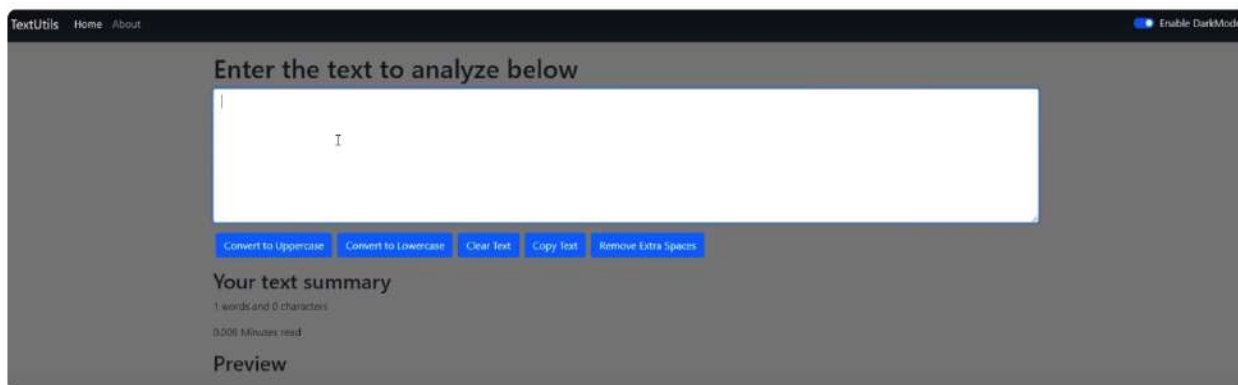 TextUtils Home About Enable DarkMode
Enter the text to analyze below
Convert to Uppercase Convert to Lowercase Clear Text Copy Text Remove Extra Spaces
Your text summary
1 words and 0 characters
0.008 Minutes read
Preview